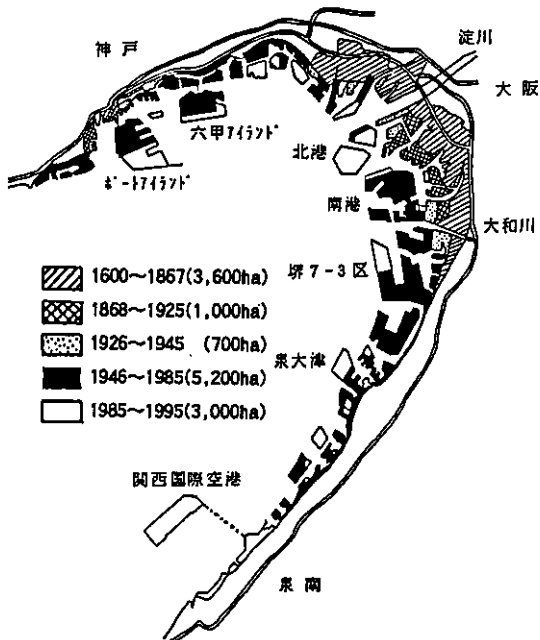 神戸
淀川
大阪
六甲アイランド
北港
ポートアイランド
南港
大和川
堺7-3区
1600~1867(3,600ha)
1868~1925(1,000ha)
1926~1945 (700ha)
泉大津
1946~1985(5,200ha)
1985~1995(3,000ha)
関西国際空港
泉南